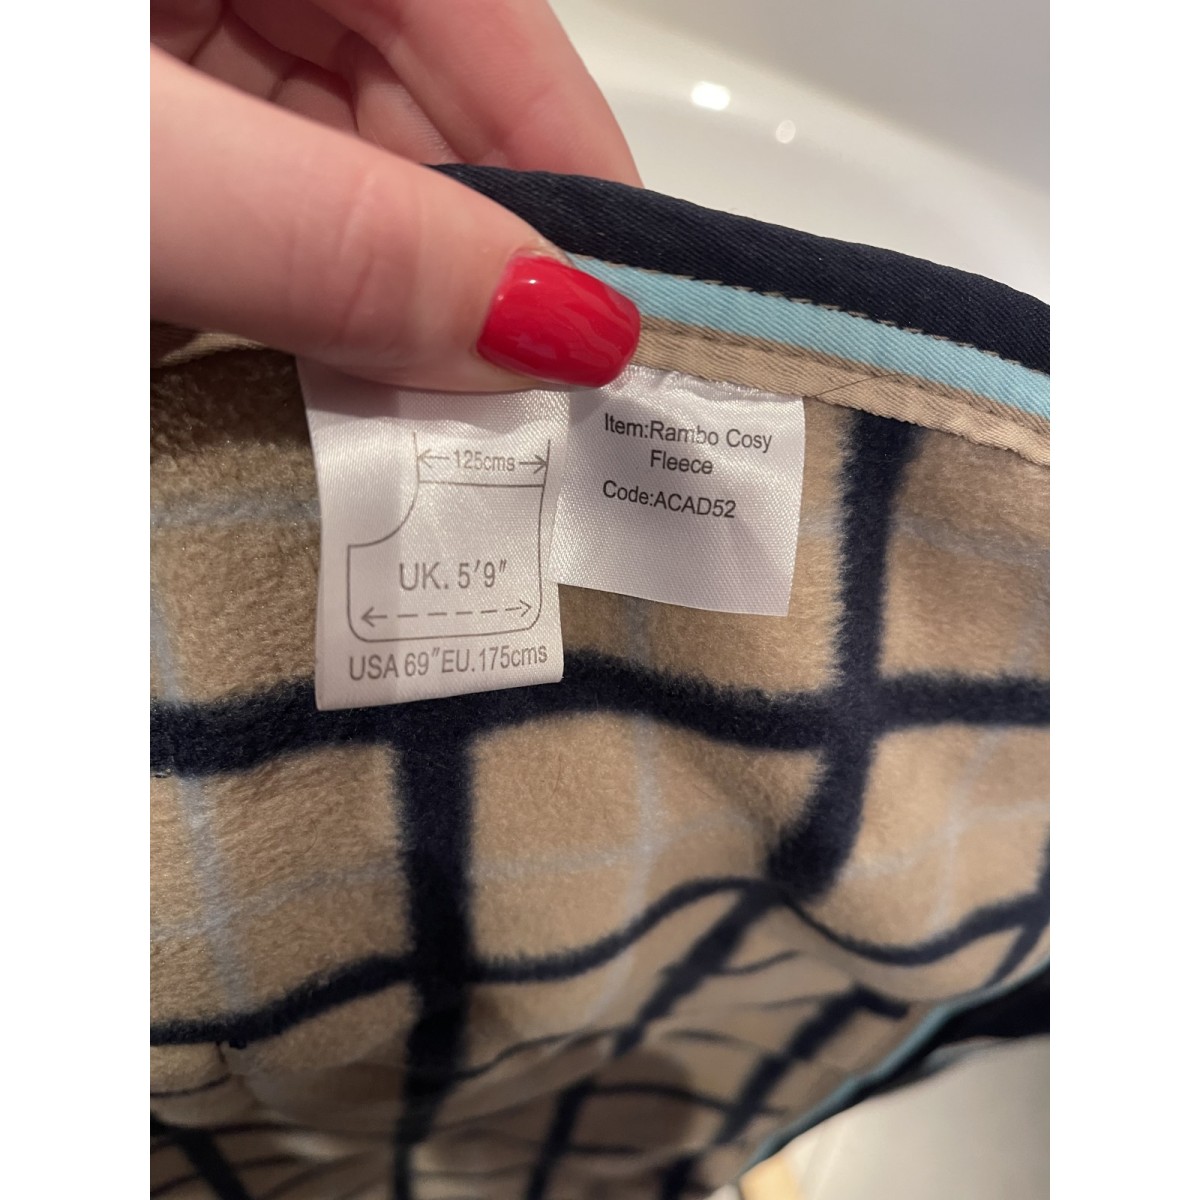 125cms
UK. 5'9"
USA 69" EU.175cms
Item:Rambo Cosy
Fleece
Code:ACAD52